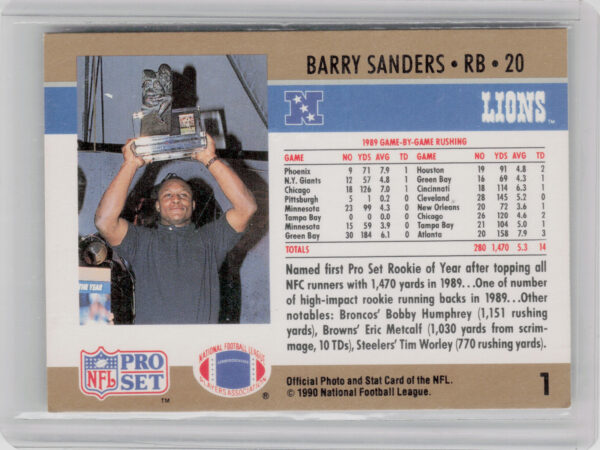 BARRY SANDERS • RB • 20
N
LIONS™
1989 GAME-BY-GAME RUSHING
GAME NO YDS AVG TD GAME NO YDS AVG TD
Phoenix 9 71 7.9 1 Houston 19 91 4.8 2
N.Y. Giants 12 57 4.8 1 Green Bay 16 69 4.3 1
Chicago 18 126 7.0 1 Cincinnati 18 114 6.3 1
Pittsburgh 5 1 0.2 0 Cleveland 28 145 5.2 0
Minnesota 23 99 4.3 0 New Orleans 20 72 3.6 1
Tampa Bay 0 0 0.0 0 Chicago 26 120 4.6 2
Minnesota 15 59 3.9 0 Tampa Bay 21 104 5.0 1
Green Bay 30 184 6.1 0 Atlanta 20 158 7.9 3
TOTALS 280 1,470 5.3 14
Named first Pro Set Rookie of Year after topping all
NFC runners with 1,470 yards in 1989...One of number
of high-impact rookie running backs in 1989...Other
notables: Broncos' Bobby Humphrey (1,151 rushing
yards), Browns' Eric Metcalf (1,030 yards from scrim-
mage, 10 TDs), Steelers' Tim Worley (770 rushing yards).
THE YEAR
NFL
PRO
SET
™
NATIONAL FOOTBALL LEAGUE
PLAYERS ASSOCIATION
®
Official Photo and Stat Card of the NFL.
© 1990 National Football League.
1